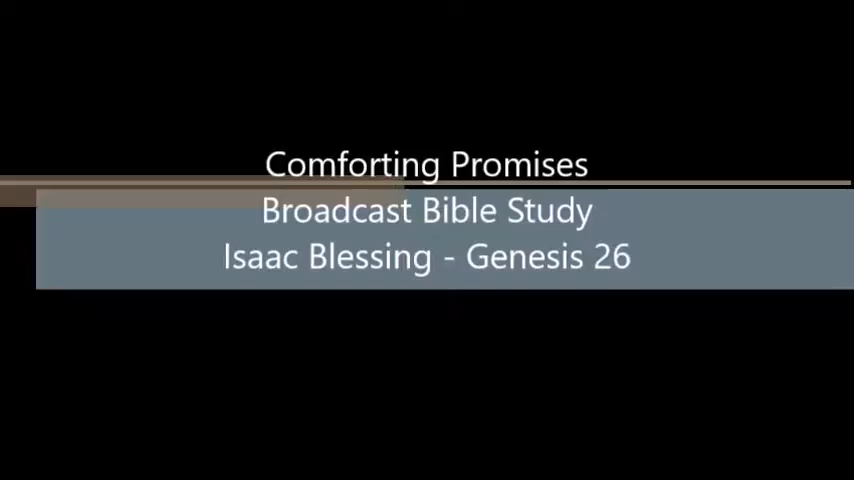 Comforting Promises
Broadcast Bible Study
Isaac Blessing - Genesis 26